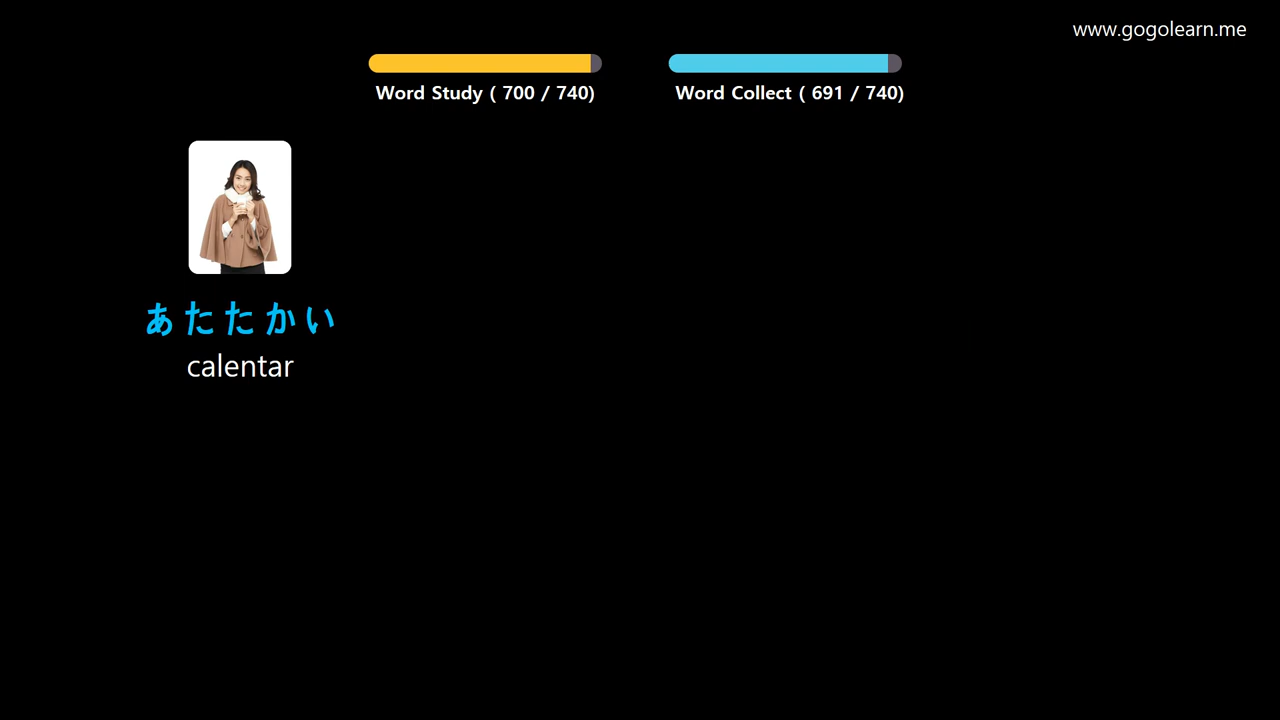 www.gogolearn.me
Word Study ( 700 / 740)
Word Collect ( 691 / 740)
あたたかい
calentar